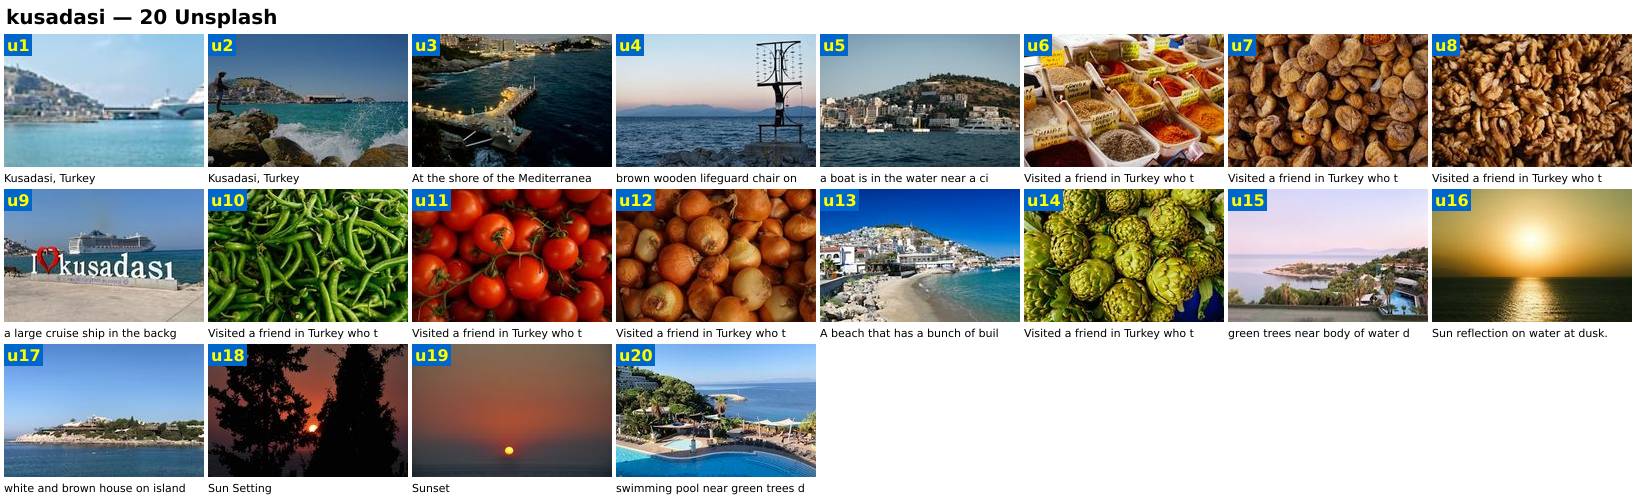 kusadasi — 20 Unsplash
u1
u2
u3
u4
u5
u6
u7
u8
Kusadasi, Turkey
Kusadasi, Turkey
At the shore of the Mediterranea
brown wooden lifeguard chair on
a boat is in the water near a ci
Visited a friend in Turkey who t
Visited a friend in Turkey who t
Visited a friend in Turkey who t
u9
u10
u11
u12
u13
u14
u15
u16
I kusadası
a large cruise ship in the backg
Visited a friend in Turkey who t
Visited a friend in Turkey who t
Visited a friend in Turkey who t
A beach that has a bunch of buil
Visited a friend in Turkey who t
green trees near body of water d
Sun reflection on water at dusk.
u17
u18
u19
u20
white and brown house on island
Sun Setting
Sunset
swimming pool near green trees d